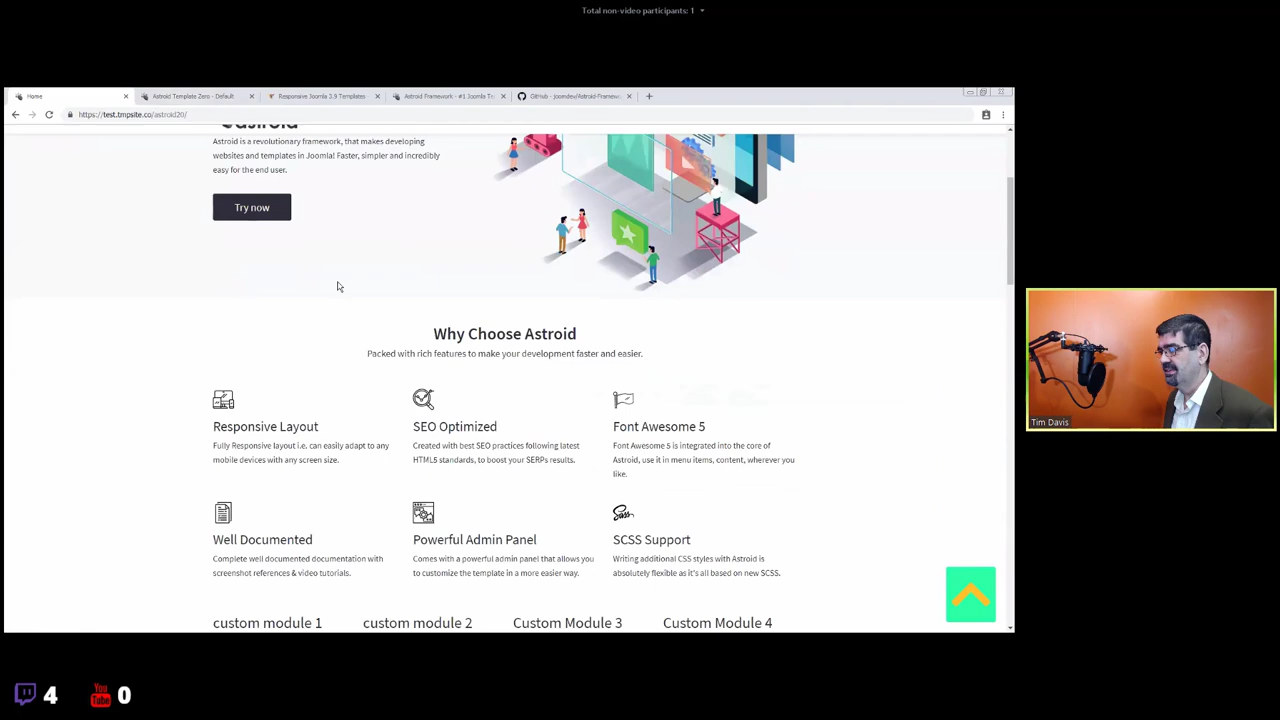 Total non-video participants: 1
Home
Astroid Template Zero - Default
Responsive Joomla 3.9 Templates
Astroid Framework - #1 Joomla T
GitHub - joomdev/Astroid-Framew
https://test.tmpsite.co/astroid20/
astroid
Astroid is a revolutionary framework, that makes developing
websites and templates in Joomla! Faster, simpler and incredibly
easy for the end user.
Try now
Why Choose Astroid
Packed with rich features to make your development faster and easier.
Responsive Layout
Fully Responsive layout i.e. can easily adapt to any
mobile devices with any screen size.
SEO Optimized
Created with best SEO practices following latest
HTML5 standards, to boost your SERPs results.
Font Awesome 5
Font Awesome 5 is integrated into the core of
Astroid, use it in menu items, content, wherever you
like.
Well Documented
Complete well documented documentation with
screenshot references & video tutorials.
Powerful Admin Panel
Comes with a powerful admin panel that allows you
to customize the template in a more easier way.
Sass
SCSS Support
Writing additional CSS styles with Astroid is
absolutely flexible as it's all based on new SCSS.
custom module 1
custom module 2
Custom Module 3
Custom Module 4
Tim Davis
4
You
Tube
0